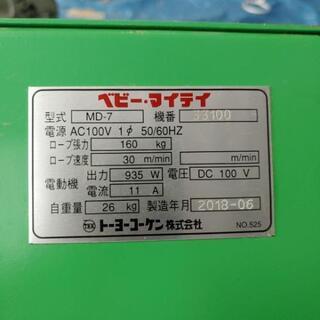 ベビー・マイティ
型式 MD-7 機番 33100
電源 AC100V 1φ 50/60HZ
ロープ張力 160 kg
ロープ速度 30 m/min m/min
電動機 出力 935 W 電圧 DC 100 V
電流 11 A
自重量 26 kg 製造年月 2018-06
TKK トーヨーコーケン株式会社 NO.525